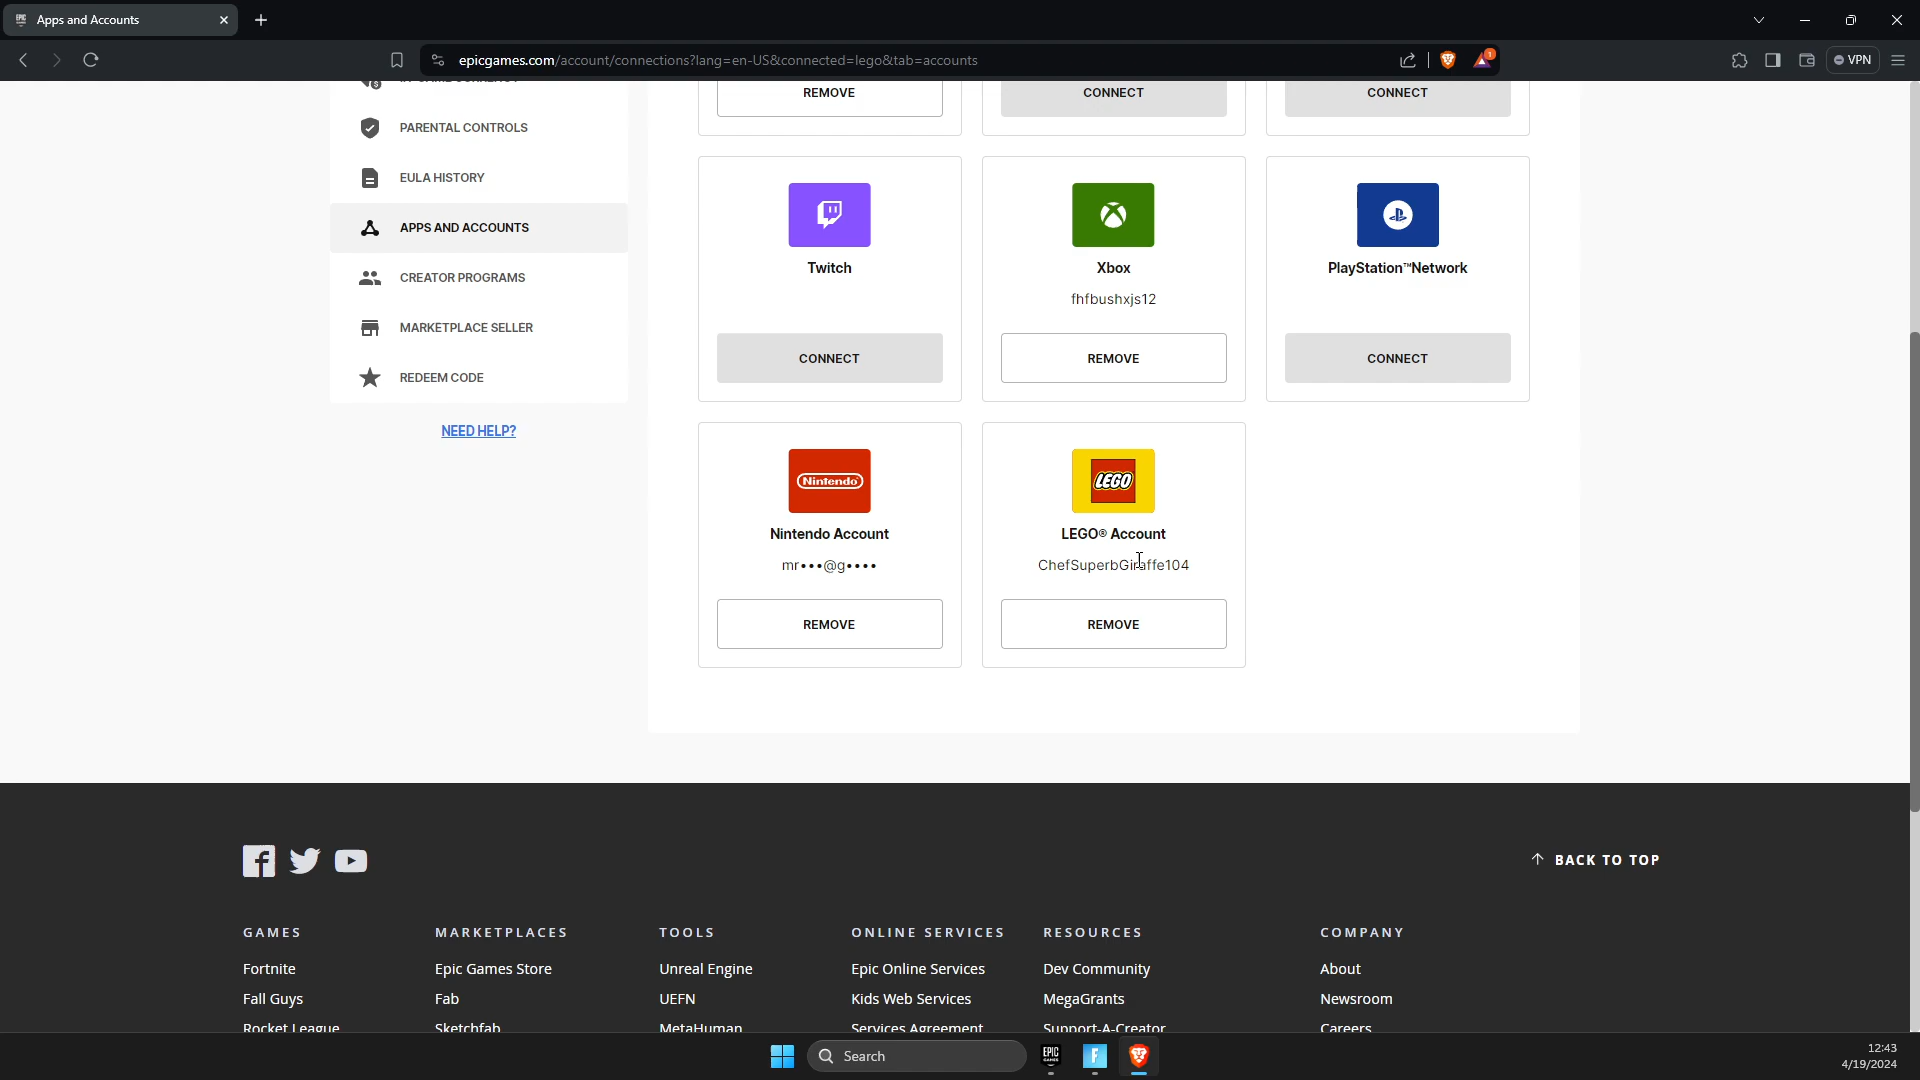 Apps and Accounts
epicgames.com/account/connections?lang=en-US&connected=lego&tab=accounts
1
VPN
REMOVE
CONNECT
CONNECT
PARENTAL CONTROLS
EULA HISTORY
APPS AND ACCOUNTS
CREATOR PROGRAMS
MARKETPLACE SELLER
REDEEM CODE
NEED HELP?
Twitch
CONNECT
Xbox
fhfbushxjs12
REMOVE
PlayStation™Network
CONNECT
Nintendo
Nintendo Account
mr•••@g••••
REMOVE
LEGO
LEGO® Account
ChefSuperbGiraffe104
REMOVE
BACK TO TOP
GAMES
Fortnite
Fall Guys
Rocket League
MARKETPLACES
Epic Games Store
Fab
Sketchfab
TOOLS
Unreal Engine
UEFN
MetaHuman
ONLINE SERVICES
Epic Online Services
Kids Web Services
Services Agreement
RESOURCES
Dev Community
MegaGrants
Support-A-Creator
COMPANY
About
Newsroom
Careers
Search
EPIC
F
12:43
4/19/2024